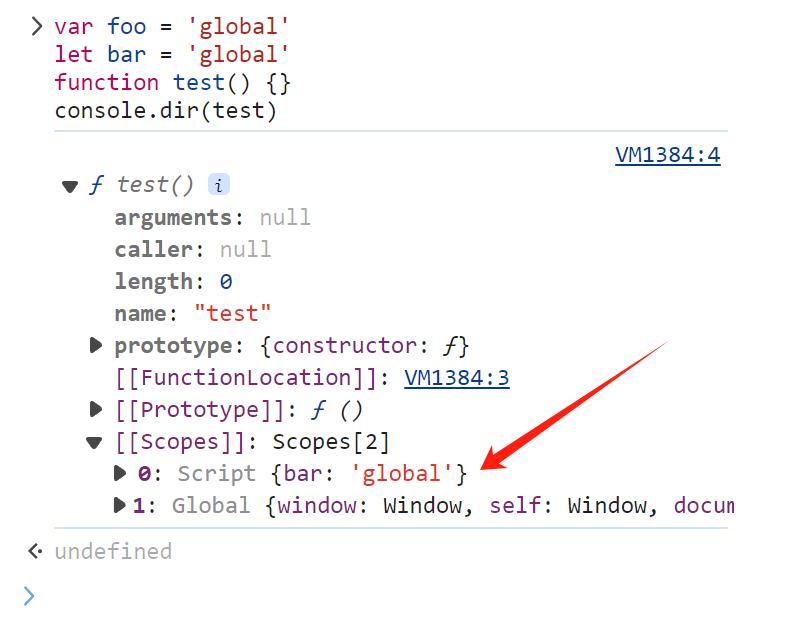 var foo = 'global'
let bar = 'global'
function test() {}
console.dir(test)
VM1384:4
ƒ test() i
arguments: null
caller: null
length: 0
name: "test"
prototype: {constructor: ƒ}
[[FunctionLocation]]: VM1384:3
[[Prototype]]: ƒ ()
[[Scopes]]: Scopes[2]
0: Script {bar: 'global'}
1: Global {window: Window, self: Window, docum
undefined